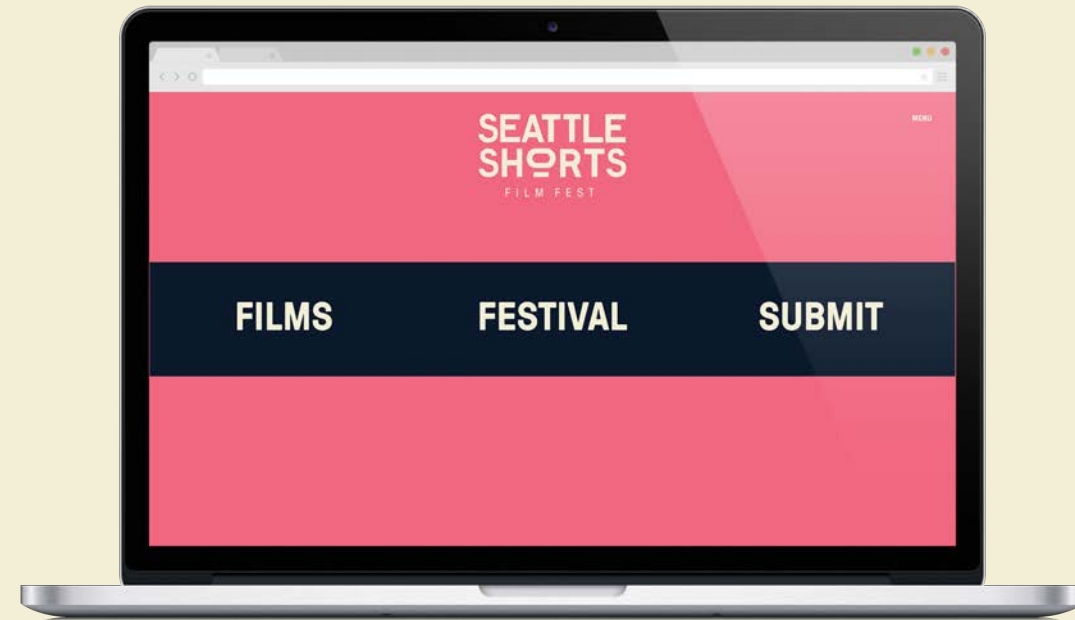 SEATTLE
SHORTS
FILM FEST
MENU
FILMS
FESTIVAL
SUBMIT